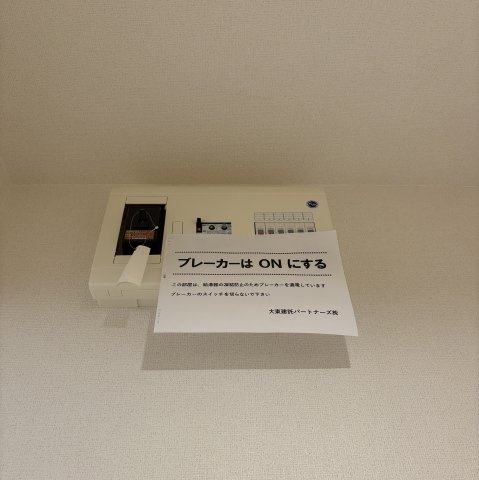 ブレーカーは ON にする
この部屋は、給湯器の凍結防止のためブレーカーを通電しています
ブレーカーのスイッチを切らないで下さい
大東建託パートナーズ㈱